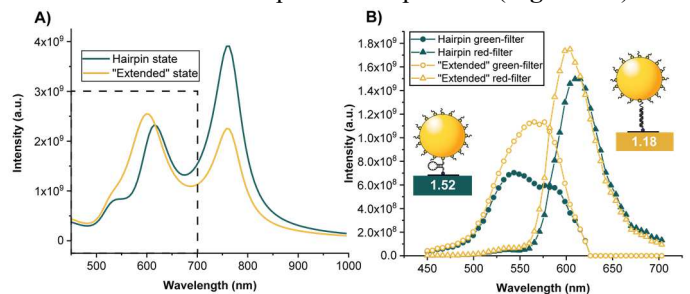 A)
Hairpin state
"Extended" state
4x10⁹
3x10⁹
2x10⁹
1x10⁹
0
Intensity (a.u.)
500 600 700 800 900 1000
Wavelength (nm)
B)
Hairpin green-filter
Hairpin red-filter
"Extended" green-filter
"Extended" red-filter
1.8x10⁹
1.6x10⁹
1.4x10⁹
1.2x10⁹
1.0x10⁹
8.0x10⁸
6.0x10⁸
4.0x10⁸
2.0x10⁸
0.0
Intensity (a.u.)
1.52
1.18
450 500 550 600 650 700
Wavelength (nm)